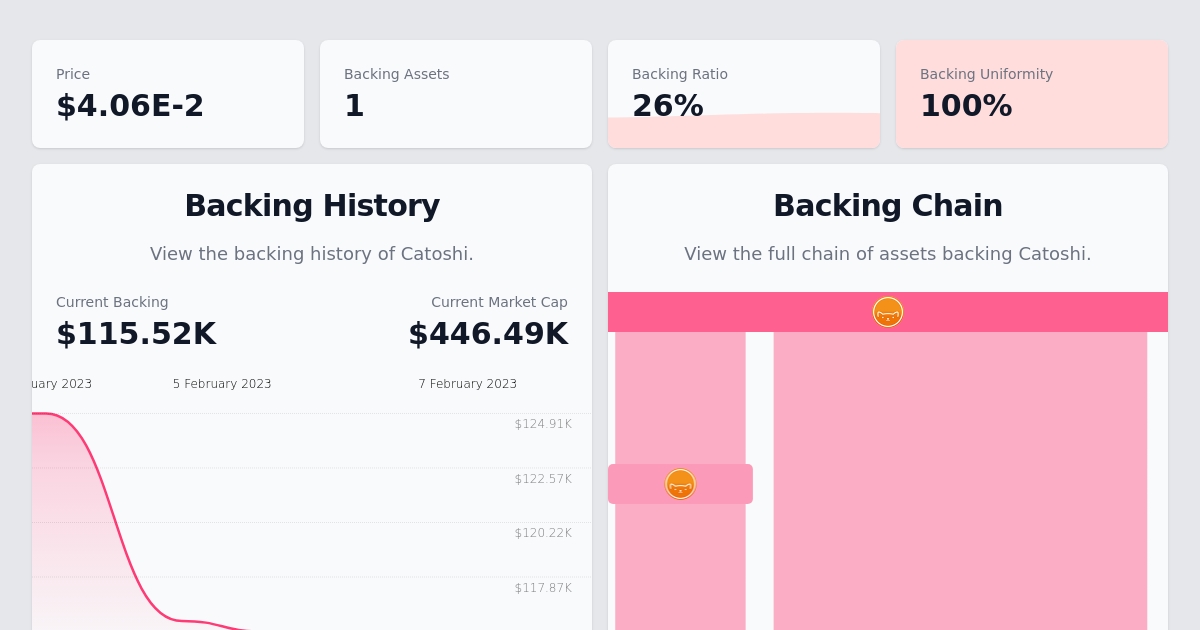 Price
$4.06E-2
Backing Assets
1
Backing Ratio
26%
Backing Uniformity
100%
Backing History
View the backing history of Catoshi.
Current Backing
$115.52K
Current Market Cap
$446.49K
uary 2023
5 February 2023
7 February 2023
$124.91K
$122.57K
$120.22K
$117.87K
Backing Chain
View the full chain of assets backing Catoshi.